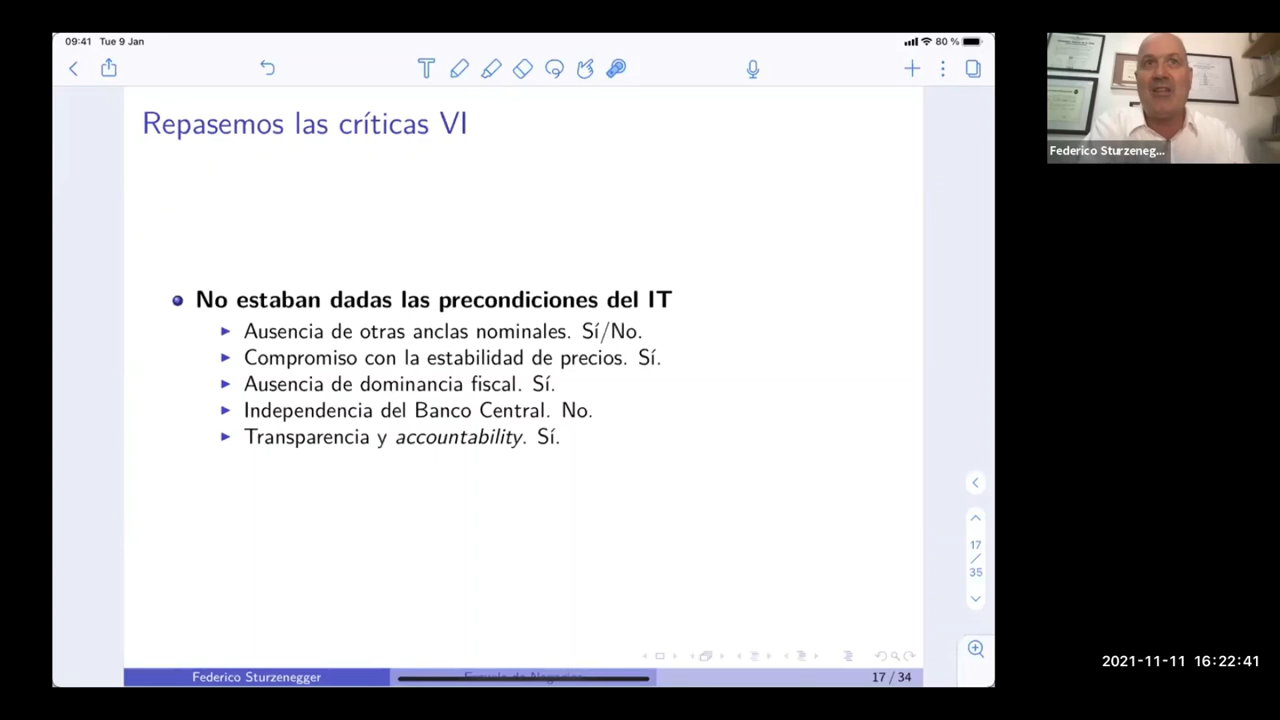 09:41 Tue 9 Jan
80 %
Repasemos las críticas VI
No estaban dadas las precondiciones del IT
Ausencia de otras anclas nominales. Sí/No.
Compromiso con la estabilidad de precios. Sí.
Ausencia de dominancia fiscal. Sí.
Independencia del Banco Central. No.
Transparencia y accountability. Sí.
17
/
35
Federico Sturzenegger
Escuela de Negocios
17 / 34
Federico Sturzeneg...
2021-11-11 16:22:41